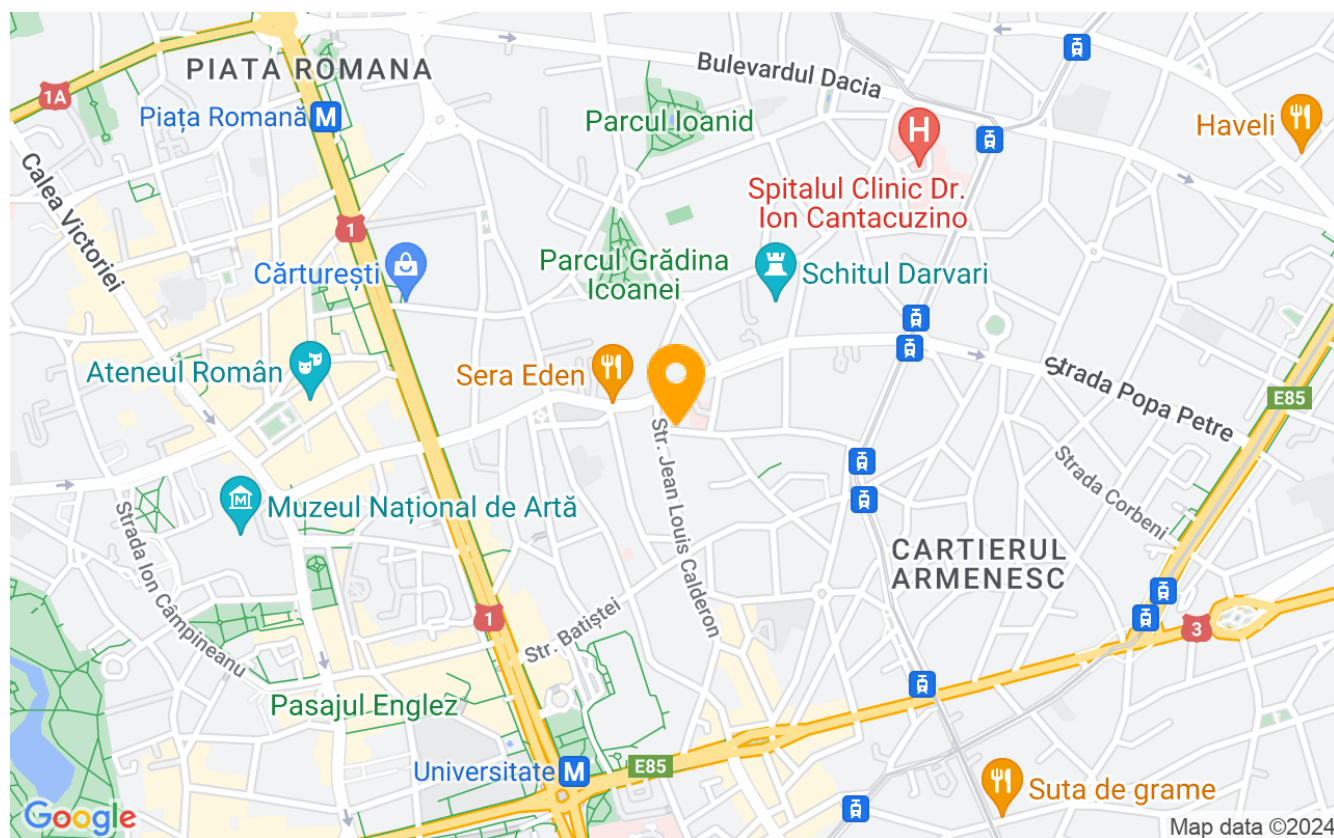 PIAȚA ROMANA
1A
Piața Romană
M
Calea Victoriei
1
Cărturești
Ateneul Român
Muzeul Național de Artă
Strada Ion Câmpineanu
Pasajul Englez
1
Str. Batiștei
Universitate
M
E85
Bulevardul Dacia
Parcul Ioanid
H
Spitalul Clinic Dr.
Ion Cantacuzino
Haveli
Parcul Grădina
Icoanei
Schitul Darvari
Sera Eden
Str. Jean Louis Calderon
Strada Popa Petre
E85
Strada Corbeni
CARTIERUL
ARMENESC
3
Suta de grame
Google
Map data ©2024